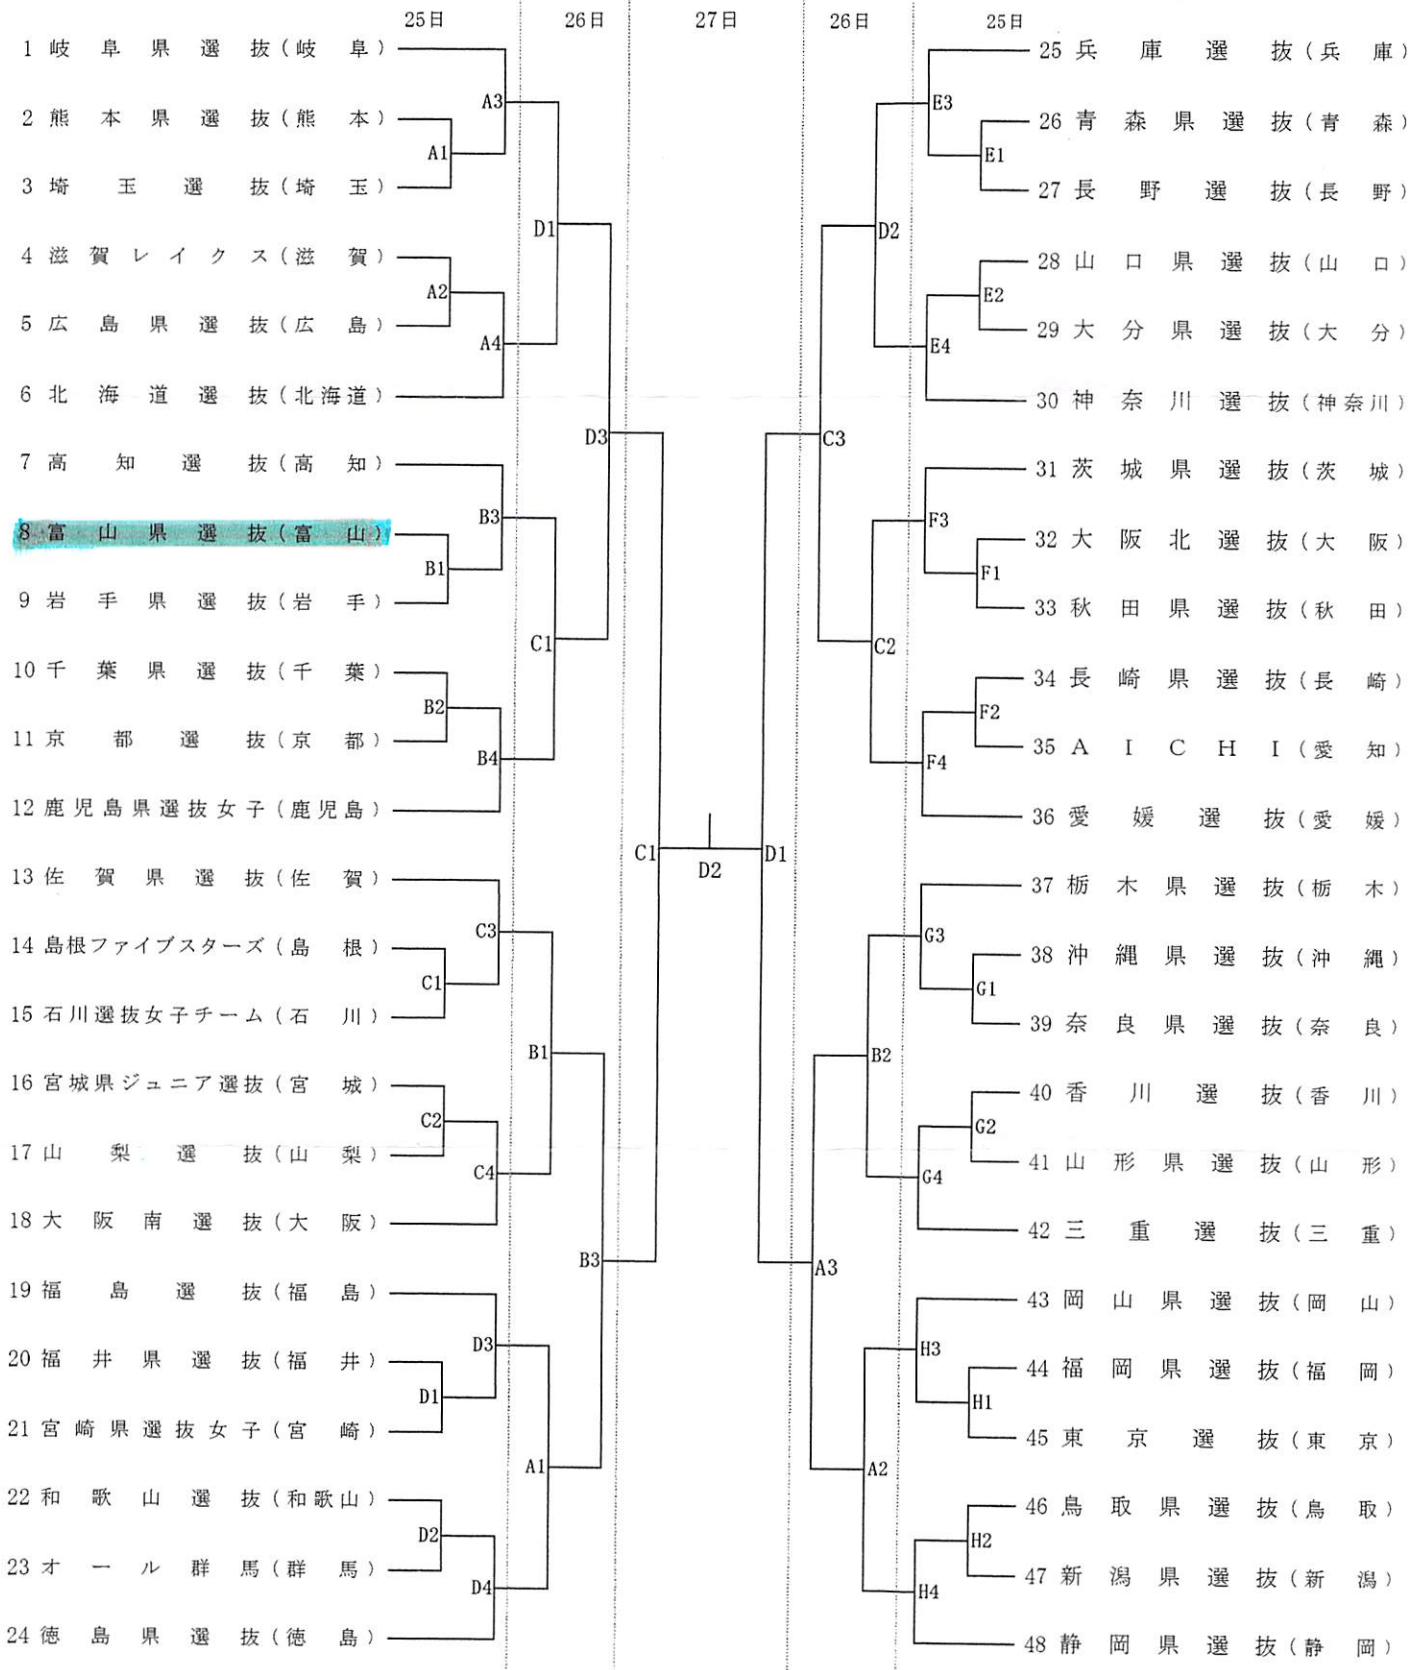 25日 26日 27日 26日 25日
1 岐阜県選抜(岐阜)
A3
2 熊本県選抜(熊本)
A1
3 埼玉選抜(埼玉)
D1
4 滋賀レイクス(滋賀)
A2
5 広島県選抜(広島)
A4
6 北海道選抜(北海道)
D3
7 高知選抜(高知)
B3
8 富山県選抜(富山)
B1
9 岩手県選抜(岩手)
C1
10 千葉県選抜(千葉)
B2
11 京都選抜(京都)
B4
12 鹿児島県選抜女子(鹿児島)
C1
13 佐賀県選抜(佐賀)
C3
14 島根ファイブスターズ(島根)
C1
15 石川選抜女子チーム(石川)
B1
16 宮城県ジュニア選抜(宮城)
C2
17 山梨選抜(山梨)
C4
18 大阪南選抜(大阪)
B3
19 福島選抜(福島)
D3
20 福井県選抜(福井)
D1
21 宮崎県選抜女子(宮崎)
A1
22 和歌山選抜(和歌山)
D2
23 オール群馬(群馬)
D4
24 徳島県選抜(徳島)
D2
25 兵庫選抜(兵庫)
E3
26 青森県選抜(青森)
E1
27 長野選抜(長野)
D2
28 山口県選抜(山口)
E2
29 大分県選抜(大分)
E4
30 神奈川選抜(神奈川)
C3
31 茨城県選抜(茨城)
F3
32 大阪北選抜(大阪)
F1
33 秋田県選抜(秋田)
C2
34 長崎県選抜(長崎)
F2
35 AICHI(愛知)
F4
36 愛媛選抜(愛媛)
D1
37 栃木県選抜(栃木)
G3
38 沖縄県選抜(沖縄)
G1
39 奈良県選抜(奈良)
B2
40 香川選抜(香川)
G2
41 山形県選抜(山形)
G4
42 三重選抜(三重)
A3
43 岡山県選抜(岡山)
H3
44 福岡県選抜(福岡)
H1
45 東京選抜(東京)
A2
46 鳥取県選抜(鳥取)
H2
47 新潟県選抜(新潟)
H4
48 静岡県選抜(静岡)